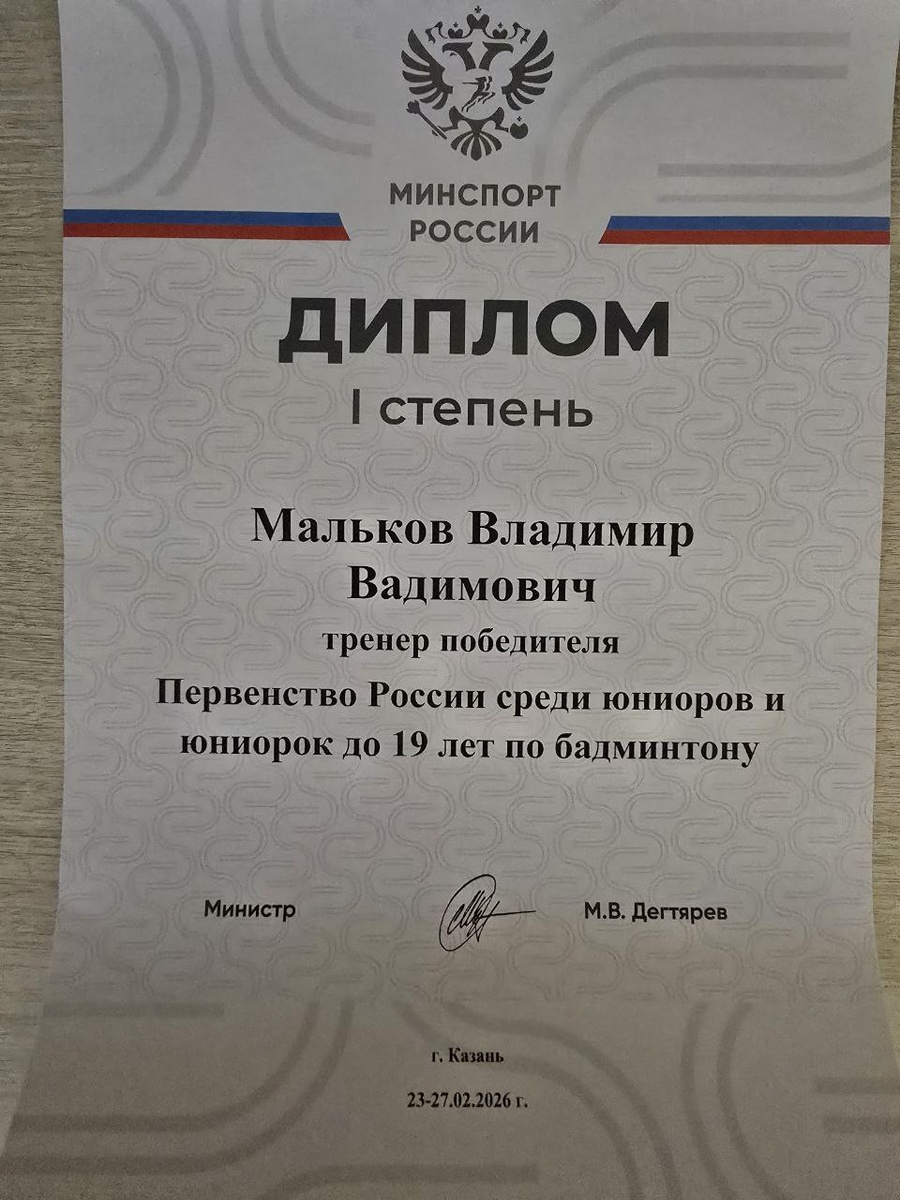 МИНСПОРТ
РОССИИ
ДИПЛОМ
I степень
Мальков Владимир
Вадимович
тренер победителя
Первенство России среди юниоров и
юниорок до 19 лет по бадминтону
Министр М.В. Дегтярев
г. Казань
23-27.02.2026 г.